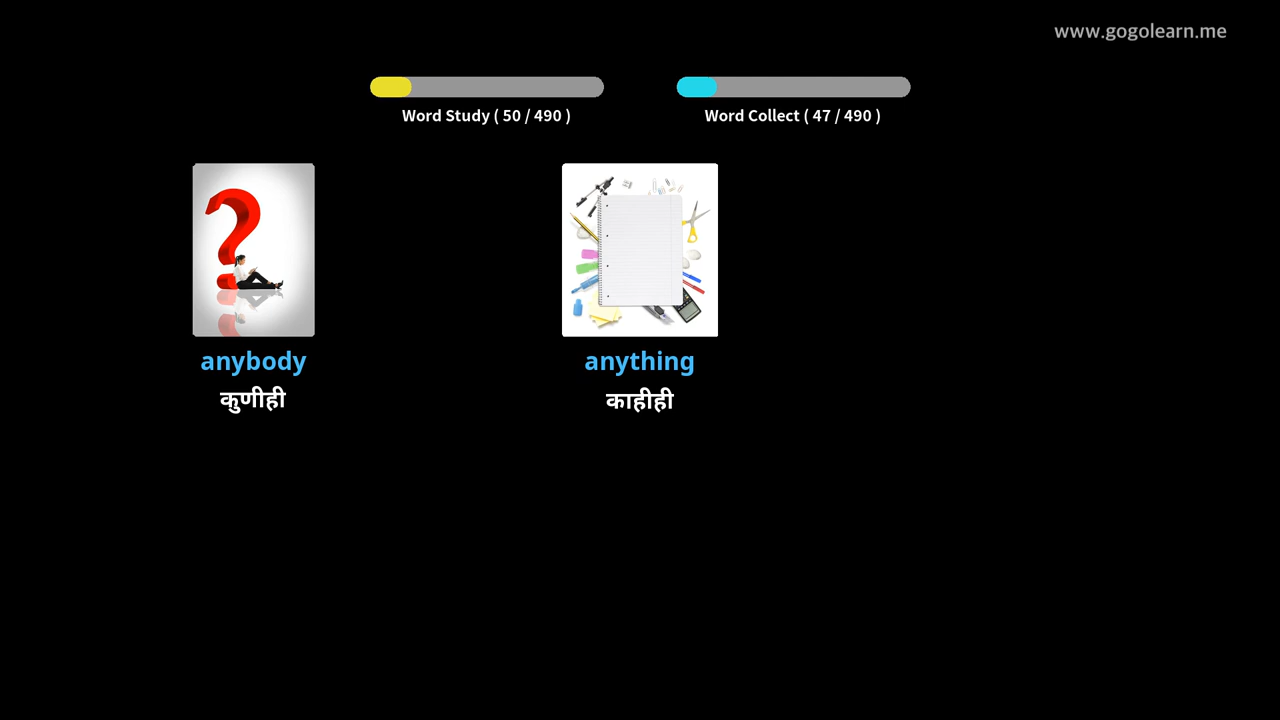 www.gogolearn.me
Word Study ( 50 / 490 )
Word Collect ( 47 / 490 )
anybody
कुणीही
anything
काहीही